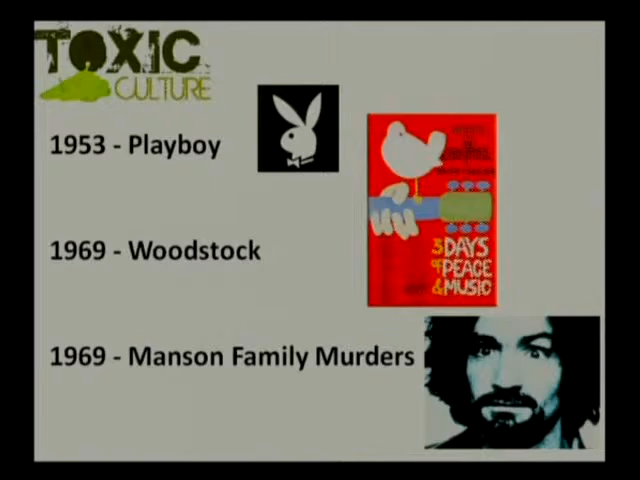 TOXIC
CULTURE
1953 - Playboy
3 DAYS
of PEACE
& MUSIC
1969 - Woodstock
1969 - Manson Family Murders